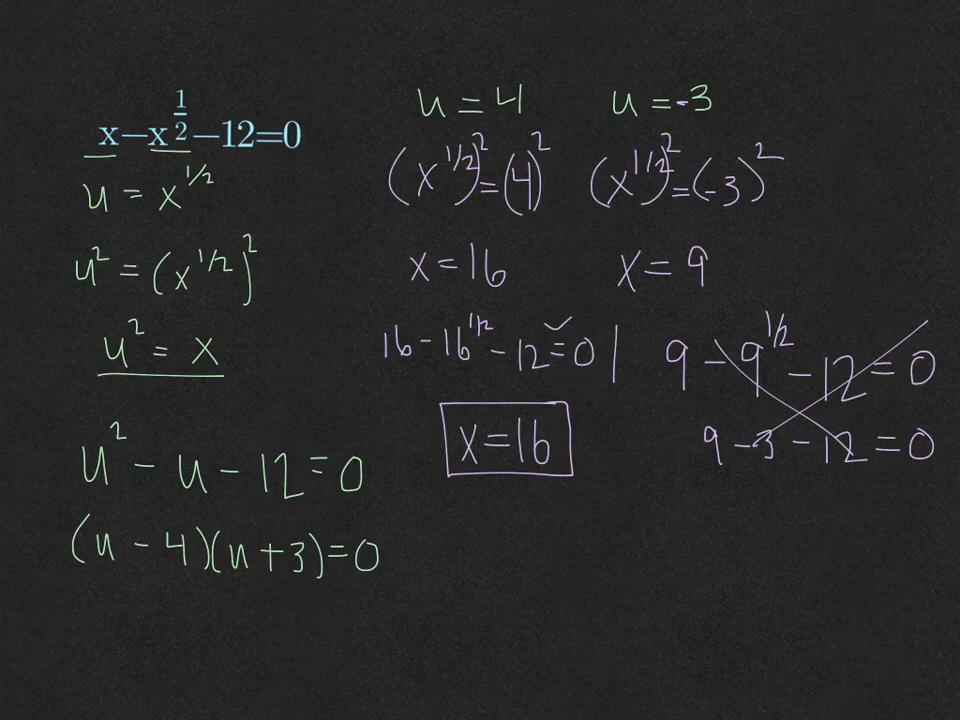 x−x^{1/2}−12=0
u = x^{1/2}
u² = (x^{1/2})²
u² = x
u² - u - 12 = 0
(u - 4)(u + 3) = 0
u = 4
(x^{1/2})² = (4)²
x = 16
16 - 16^{1/2} - 12 = 0 ✓
x = 16
u = -3
(x^{1/2})² = (-3)²
x = 9
9 - 9^{1/2} - 12 = 0
9 - 3 - 12 = 0